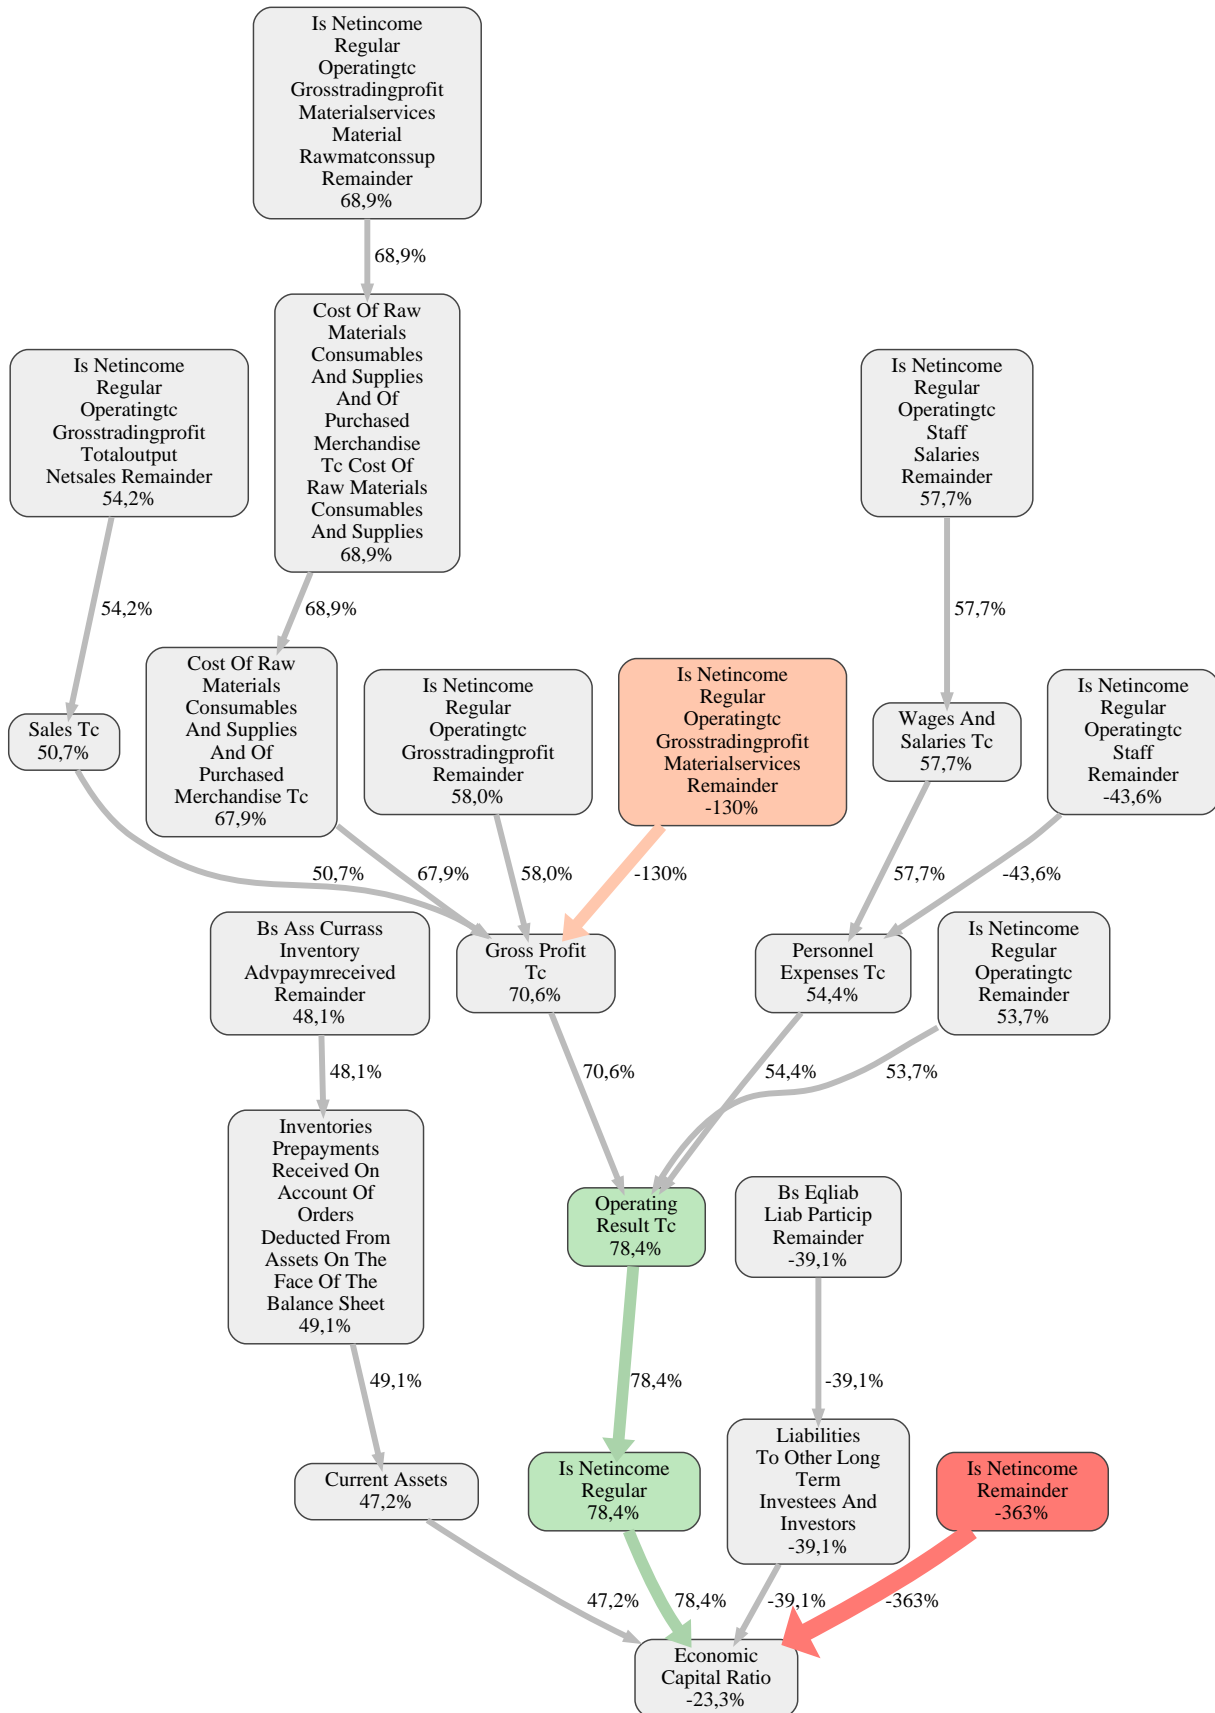 Is Netincome
Regular
Operatingtc
Grosstradingprofit
Materialservices
Material
Rawmatconssup
Remainder
68,9%
68,9%
Cost Of Raw
Materials
Consumables
And Supplies
And Of
Purchased
Merchandise
Tc Cost Of
Raw Materials
Consumables
And Supplies
68,9%
Is Netincome
Regular
Operatingtc
Grosstradingprofit
Totaloutput
Netsales Remainder
54,2%
Is Netincome
Regular
Operatingtc
Staff
Salaries
Remainder
57,7%
54,2%
68,9%
57,7%
Sales Tc
50,7%
Cost Of Raw
Materials
Consumables
And Supplies
And Of
Purchased
Merchandise Tc
67,9%
Is Netincome
Regular
Operatingtc
Grosstradingprofit
Remainder
58,0%
Is Netincome
Regular
Operatingtc
Grosstradingprofit
Materialservices
Remainder
-130%
Wages And
Salaries Tc
57,7%
Is Netincome
Regular
Operatingtc
Staff
Remainder
-43,6%
50,7%
67,9%
58,0%
-130%
57,7%
-43,6%
Bs Ass Currass
Inventory
Advpaymreceived
Remainder
48,1%
Gross Profit
Tc
70,6%
Personnel
Expenses Tc
54,4%
Is Netincome
Regular
Operatingtc
Remainder
53,7%
48,1%
70,6%
54,4%
53,7%
Inventories
Prepayments
Received On
Account Of
Orders
Deducted From
Assets On The
Face Of The
Balance Sheet
49,1%
Operating
Result Tc
78,4%
Bs Eqliab
Liab Particip
Remainder
-39,1%
49,1%
78,4%
-39,1%
Current Assets
47,2%
Is Netincome
Regular
78,4%
Liabilities
To Other Long
Term
Investees And
Investors
-39,1%
Is Netincome
Remainder
-363%
47,2%
78,4%
-39,1%
-363%
Economic
Capital Ratio
-23,3%